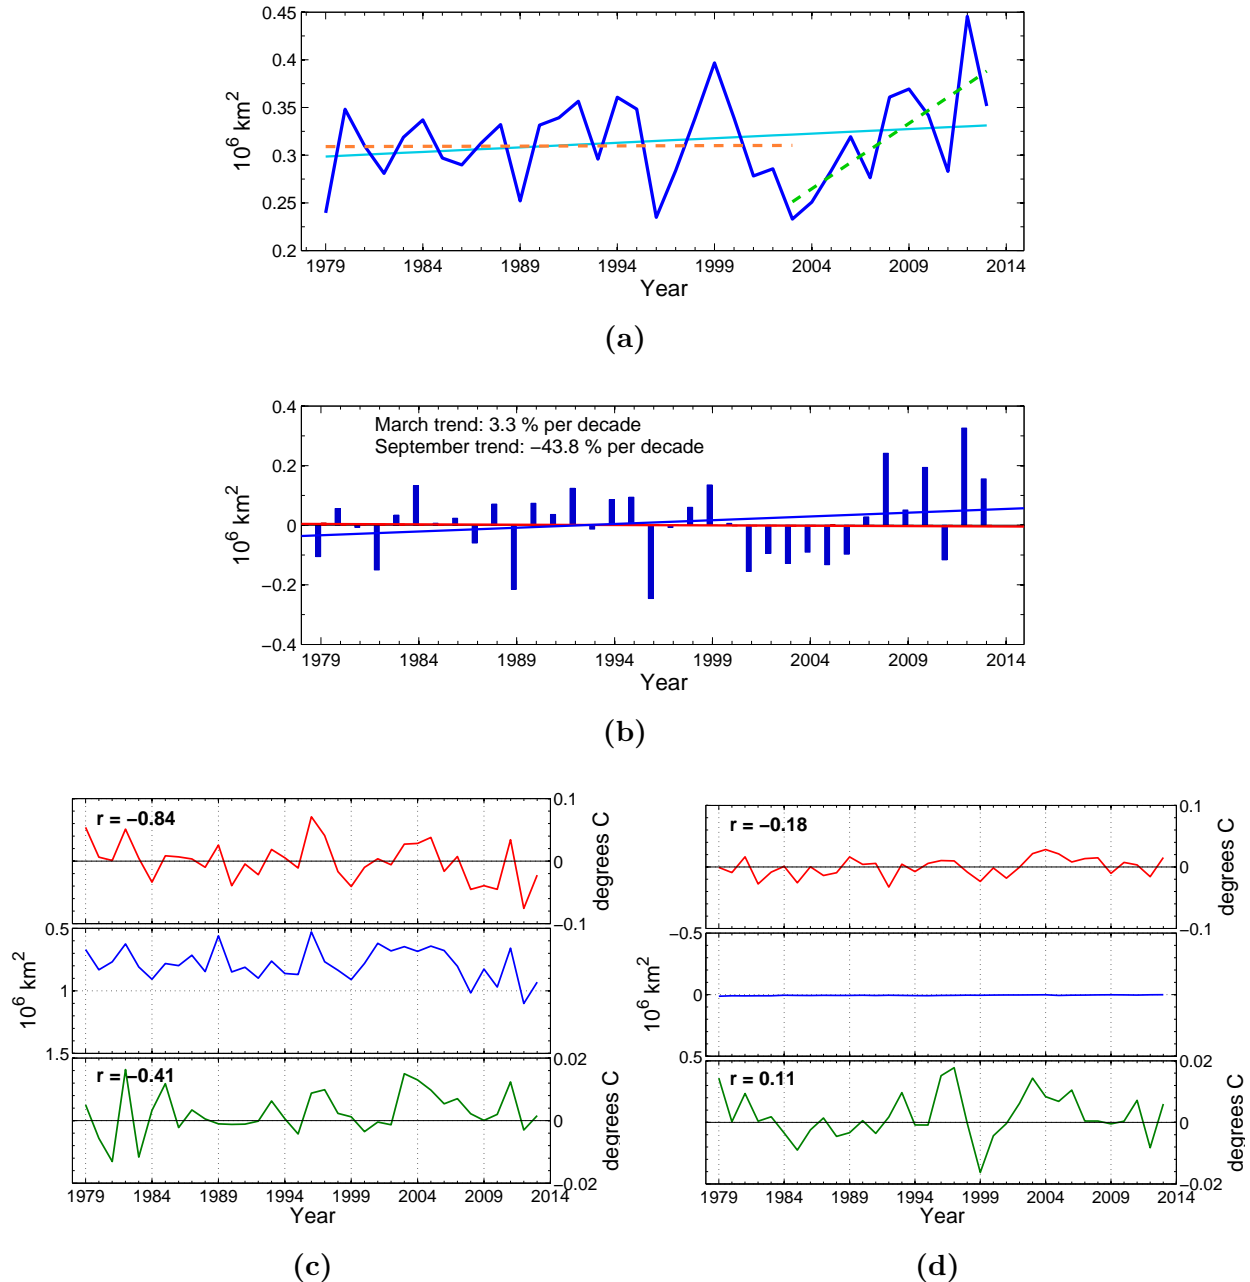 0.45
0.4
0.35
0.3
0.25
0.2
10⁶ km²
1979 1984 1989 1994 1999 2004 2009 2014
Year
(a)
0.4
0.2
0
−0.2
−0.4
10⁶ km²
March trend: 3.3 % per decade
September trend: −43.8 % per decade
1979 1984 1989 1994 1999 2004 2009 2014
Year
(b)
r = −0.84
0.1
0
−0.1
degrees C
0.5
1
1.5
10⁶ km²
r = −0.41
0.02
0
−0.02
degrees C
1979 1984 1989 1994 1999 2004 2009 2014
Year
(c)
r = −0.18
0.1
0
−0.1
degrees C
−0.5
0
0.5
10⁶ km²
r = 0.11
0.02
0
−0.02
degrees C
1979 1984 1989 1994 1999 2004 2009 2014
Year
(d)